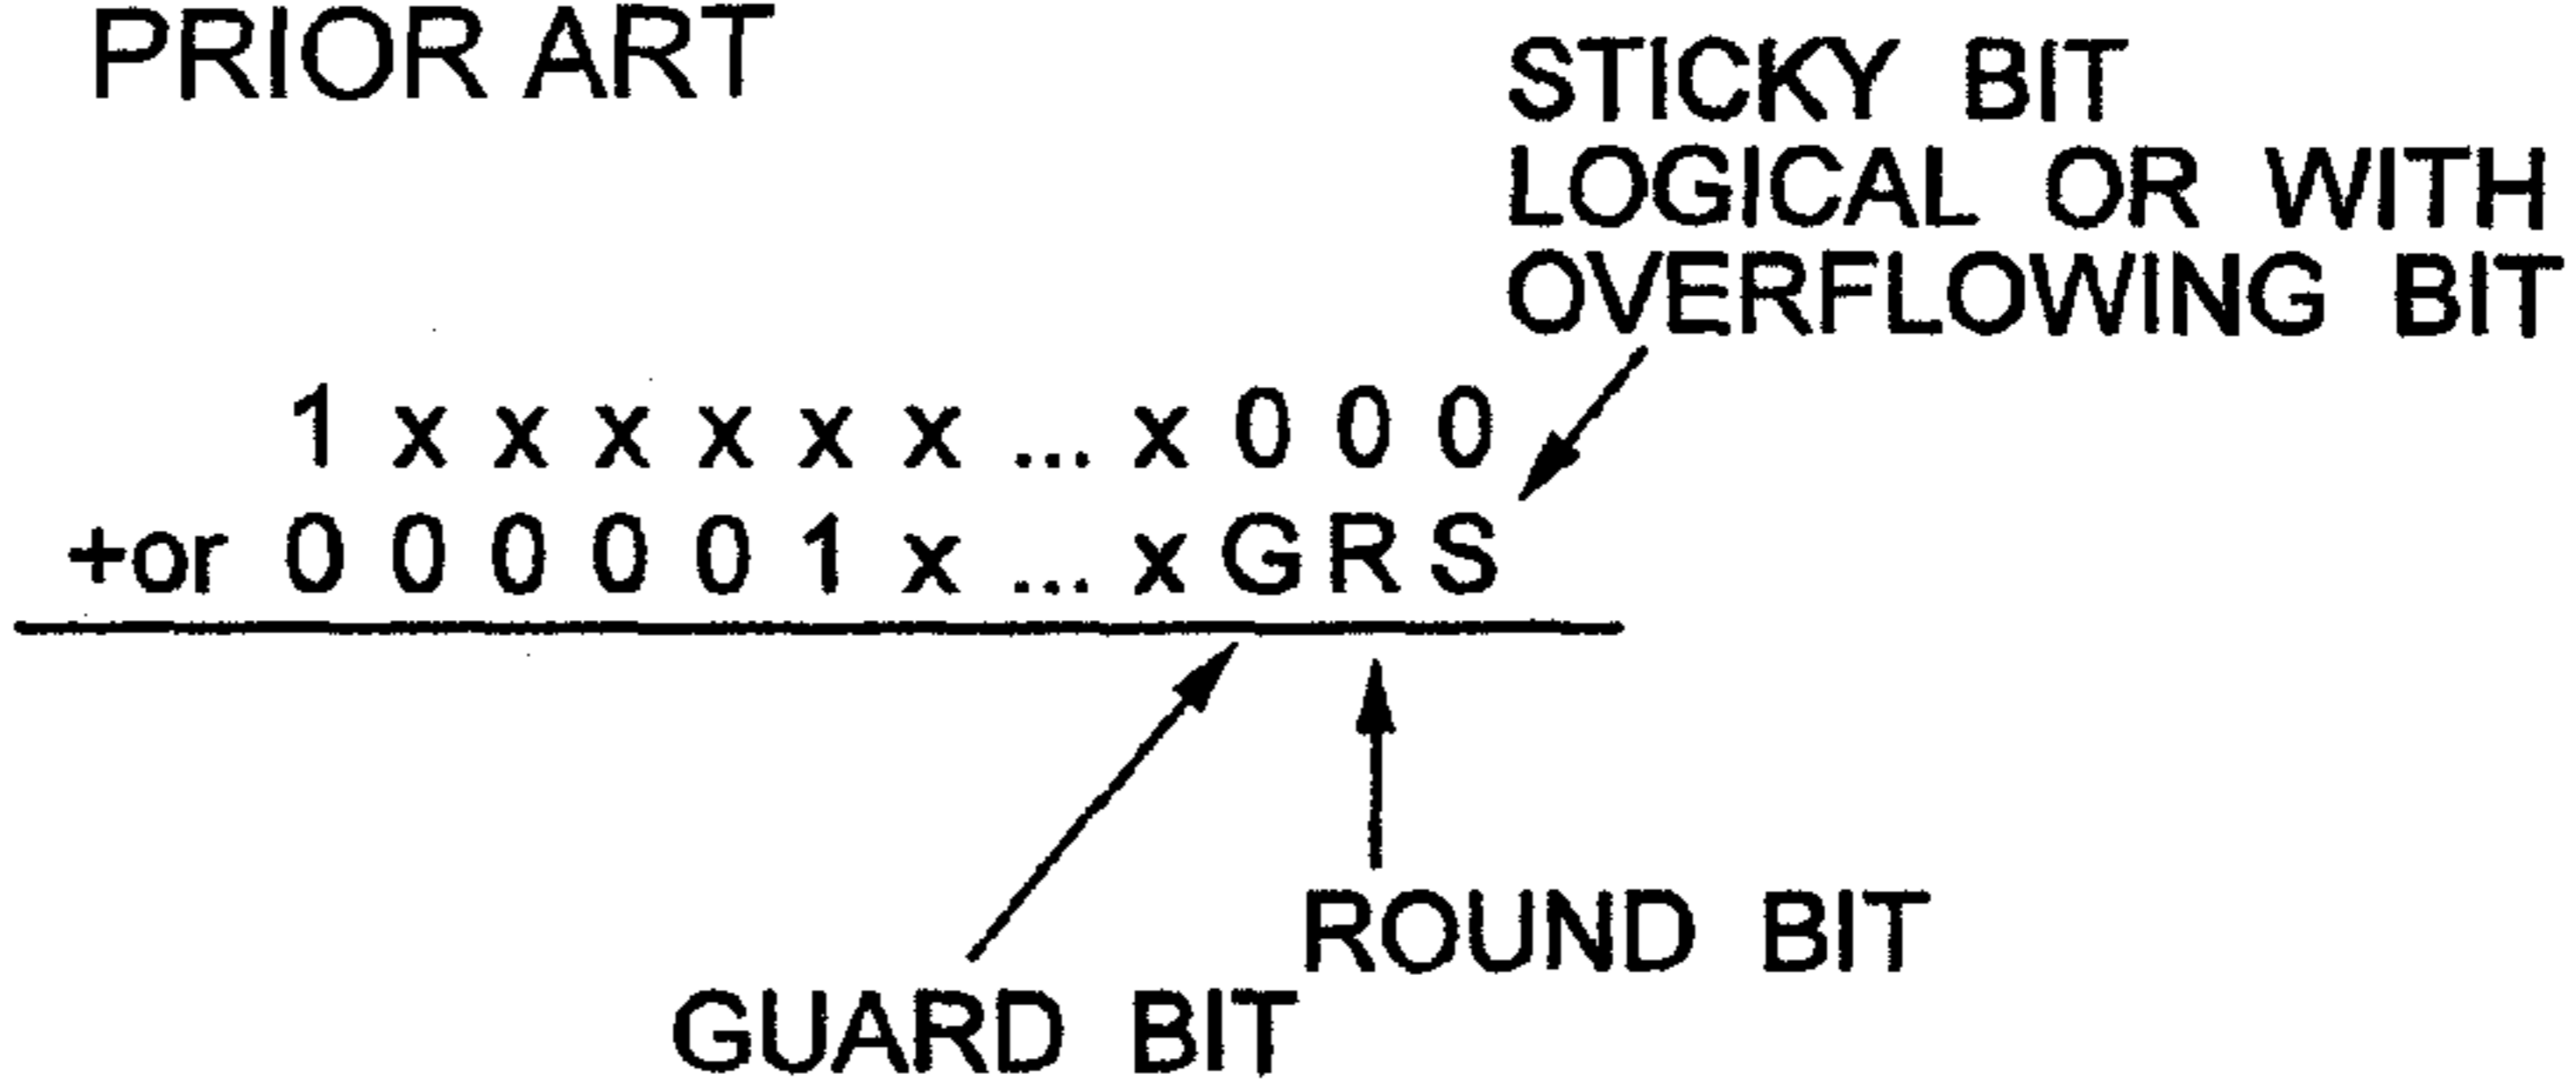 PRIOR ART
STICKY BIT
LOGICAL OR WITH
OVERFLOWING BIT
1 x x x x x x ... x 0 0 0
+or 0 0 0 0 0 1 x ... x G R S
ROUND BIT
GUARD BIT